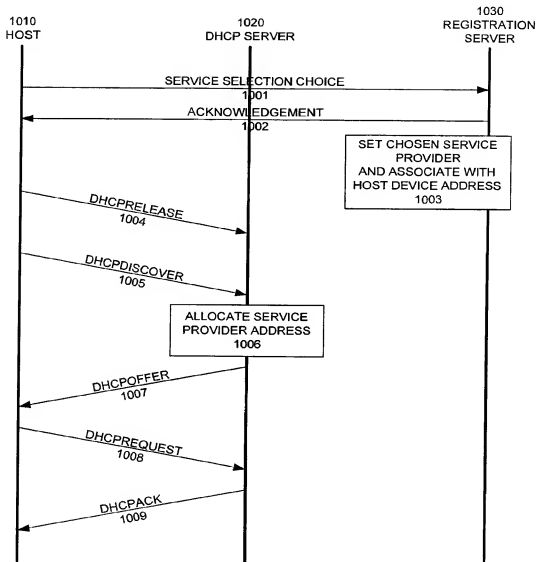 1010
HOST
1020
DHCP SERVER
1030
REGISTRATION
SERVER
SERVICE SELECTION CHOICE
1001
ACKNOWLEDGEMENT
1002
SET CHOSEN SERVICE
PROVIDER
AND ASSOCIATE WITH
HOST DEVICE ADDRESS
1003
DHCPRELEASE
1004
DHCPDISCOVER
1005
ALLOCATE SERVICE
PROVIDER ADDRESS
1006
DHCPOFFER
1007
DHCPREQUEST
1008
DHCPACK
1009